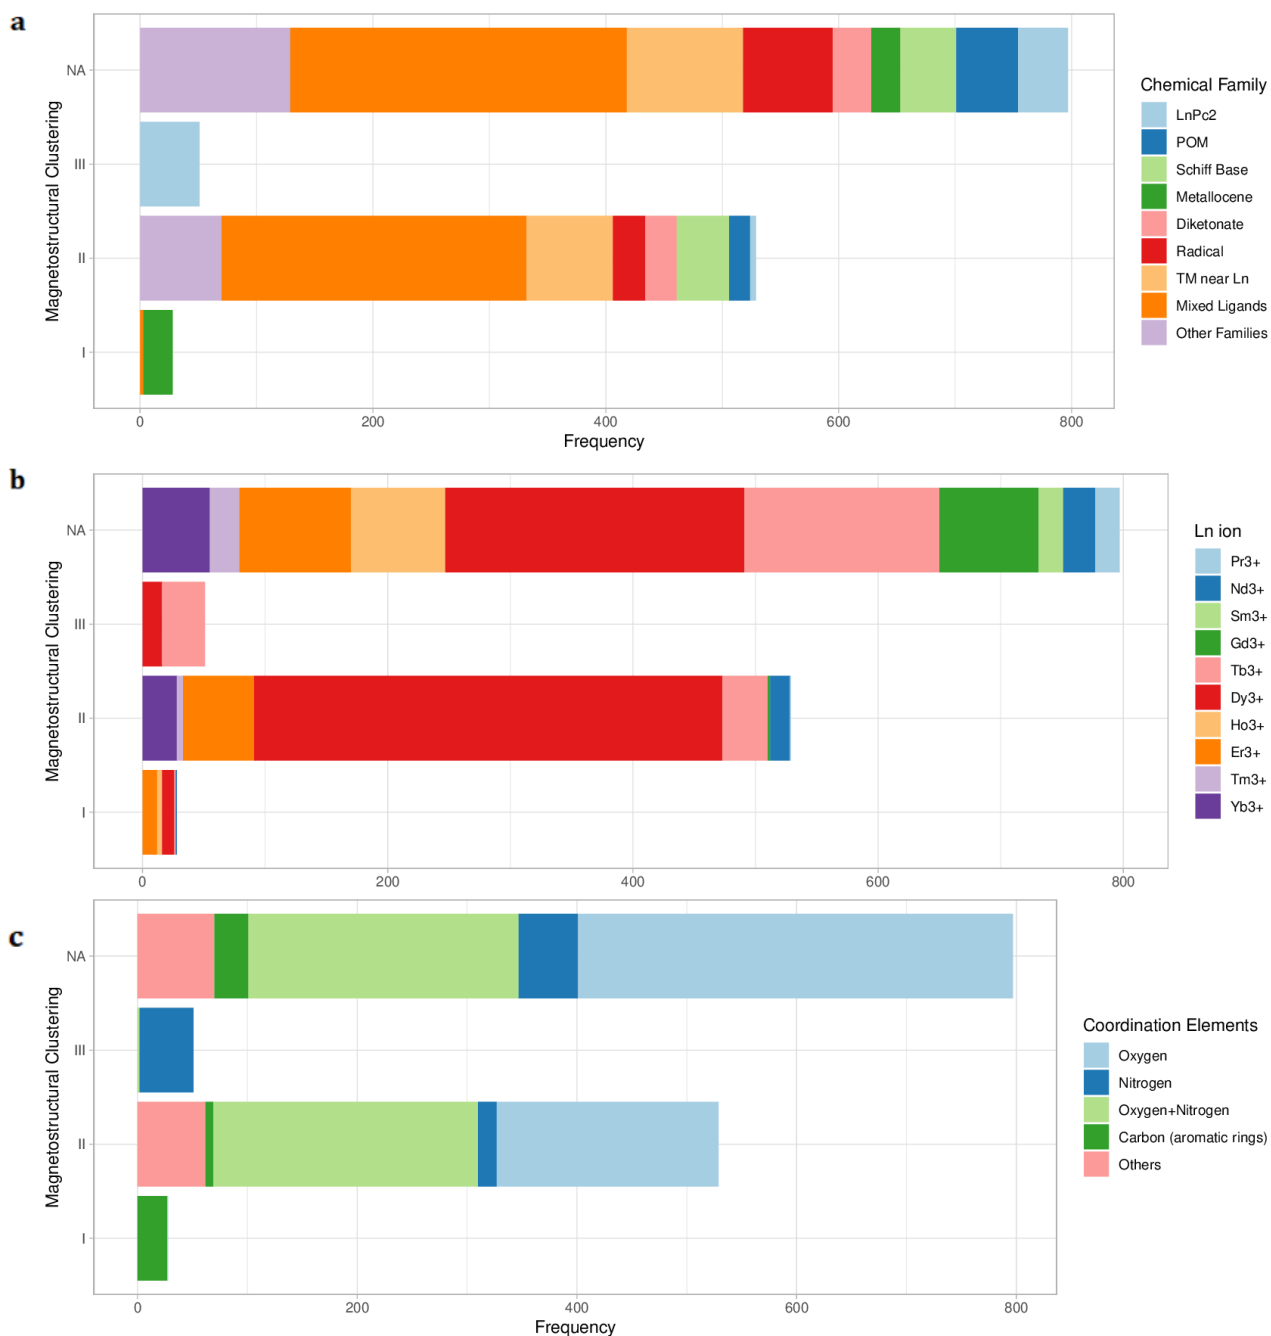 a
Magnetostructural Clustering
NA
III
II
I
0 200 400 600 800
Frequency
Chemical Family
LnPc2
POM
Schiff Base
Metallocene
Diketonate
Radical
TM near Ln
Mixed Ligands
Other Families
b
Magnetostructural Clustering
NA
III
II
I
0 200 400 600 800
Ln ion
Pr3+
Nd3+
Sm3+
Gd3+
Tb3+
Dy3+
Ho3+
Er3+
Tm3+
Yb3+
c
Magnetostructural Clustering
NA
III
II
I
0 200 400 600 800
Frequency
Coordination Elements
Oxygen
Nitrogen
Oxygen+Nitrogen
Carbon (aromatic rings)
Others